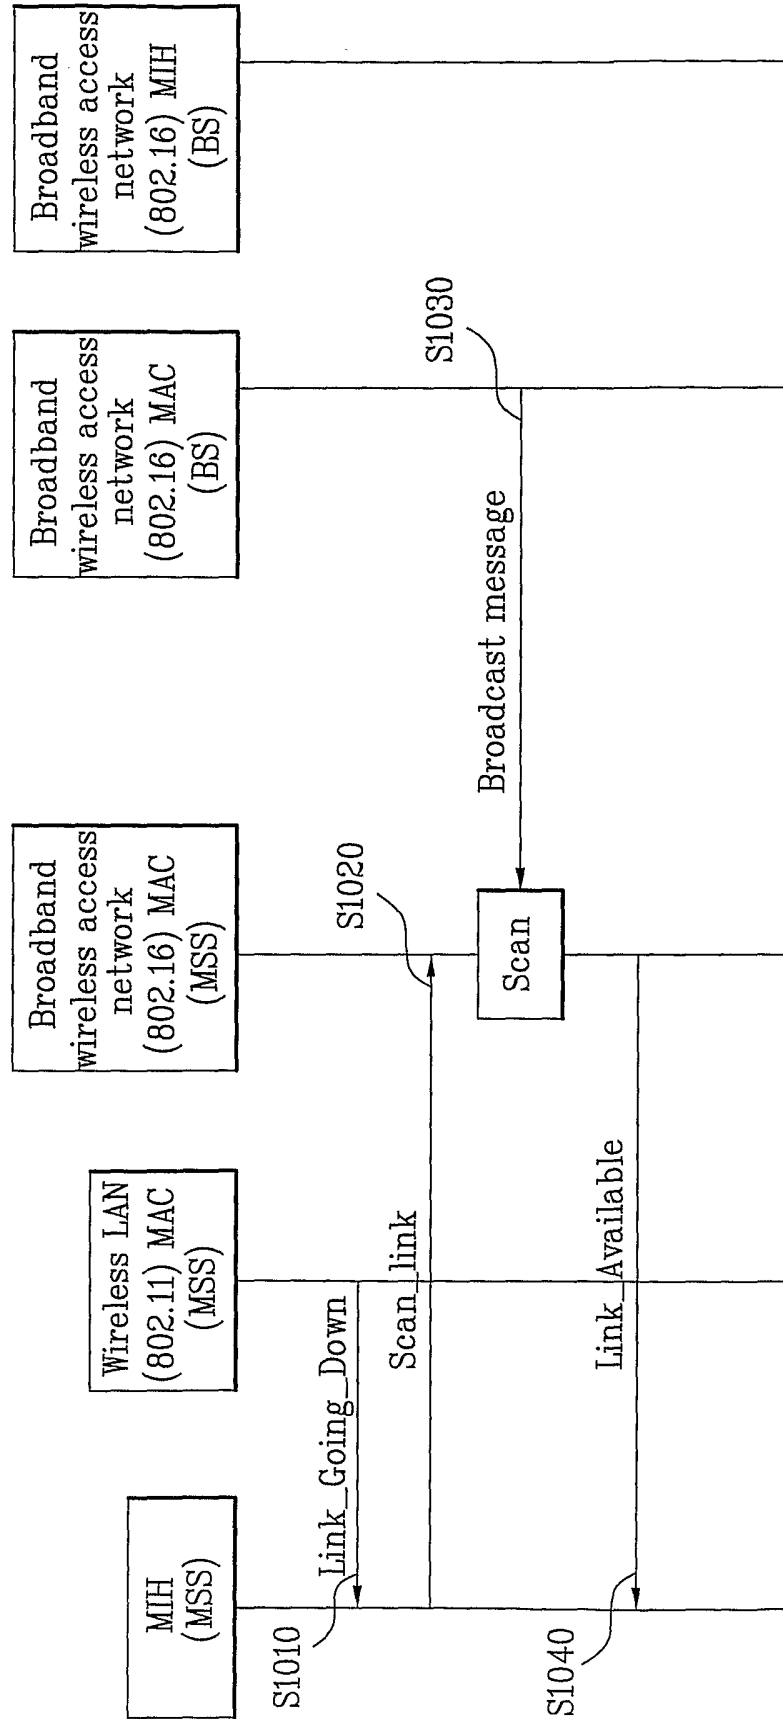 MIH
(MSS)
Wireless LAN
(802.11) MAC
(MSS)
Broadband
wireless access
network
(802.16) MAC
(MSS)
Broadband
wireless access
network
(802.16) MAC
(BS)
Broadband
wireless access
network
(802.16) MIH
(BS)
S1010
Link_Going_Down
Scan_link
S1020
Scan
Broadcast message
S1030
S1040
Link_Available